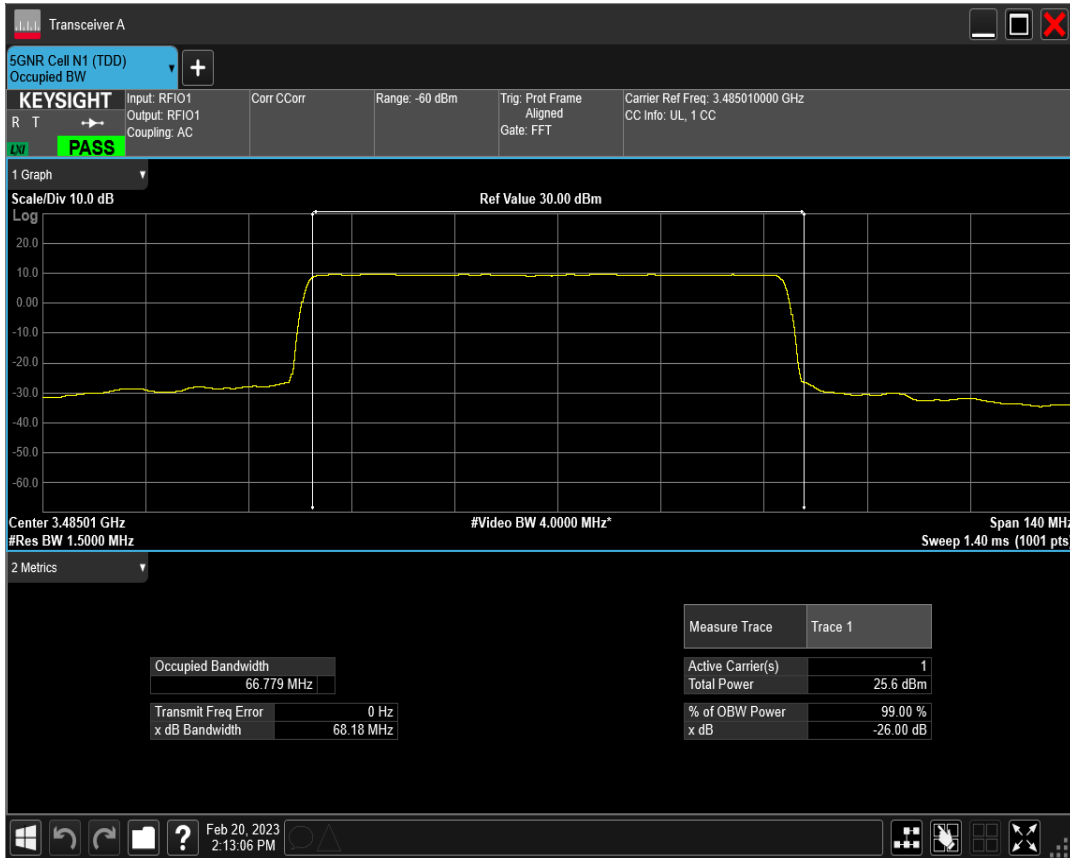 Transceiver A
5GNR Cell N1 (TDD)
Occupied BW
+
KEYSIGHT
R T
LXI
PASS
Input: RFIO1
Output: RFIO1
Coupling: AC
Corr CCorr
Range: -60 dBm
Trig: Prot Frame
Aligned
Gate: FFT
Carrier Ref Freq: 3.485010000 GHz
CC Info: UL, 1 CC
1 Graph
Scale/Div 10.0 dB
Ref Value 30.00 dBm
Log
20.0
10.0
0.00
-10.0
-20.0
-30.0
-40.0
-50.0
-60.0
Center 3.48501 GHz
#Video BW 4.0000 MHz*
Span 140 MHz
#Res BW 1.5000 MHz
Sweep 1.40 ms (1001 pts)
2 Metrics
Measure Trace Trace 1
Occupied Bandwidth
66.779 MHz
Active Carrier(s) 1
Total Power 25.6 dBm
Transmit Freq Error 0 Hz
x dB Bandwidth 68.18 MHz
% of OBW Power 99.00 %
x dB -26.00 dB
?
Feb 20, 2023
2:13:06 PM